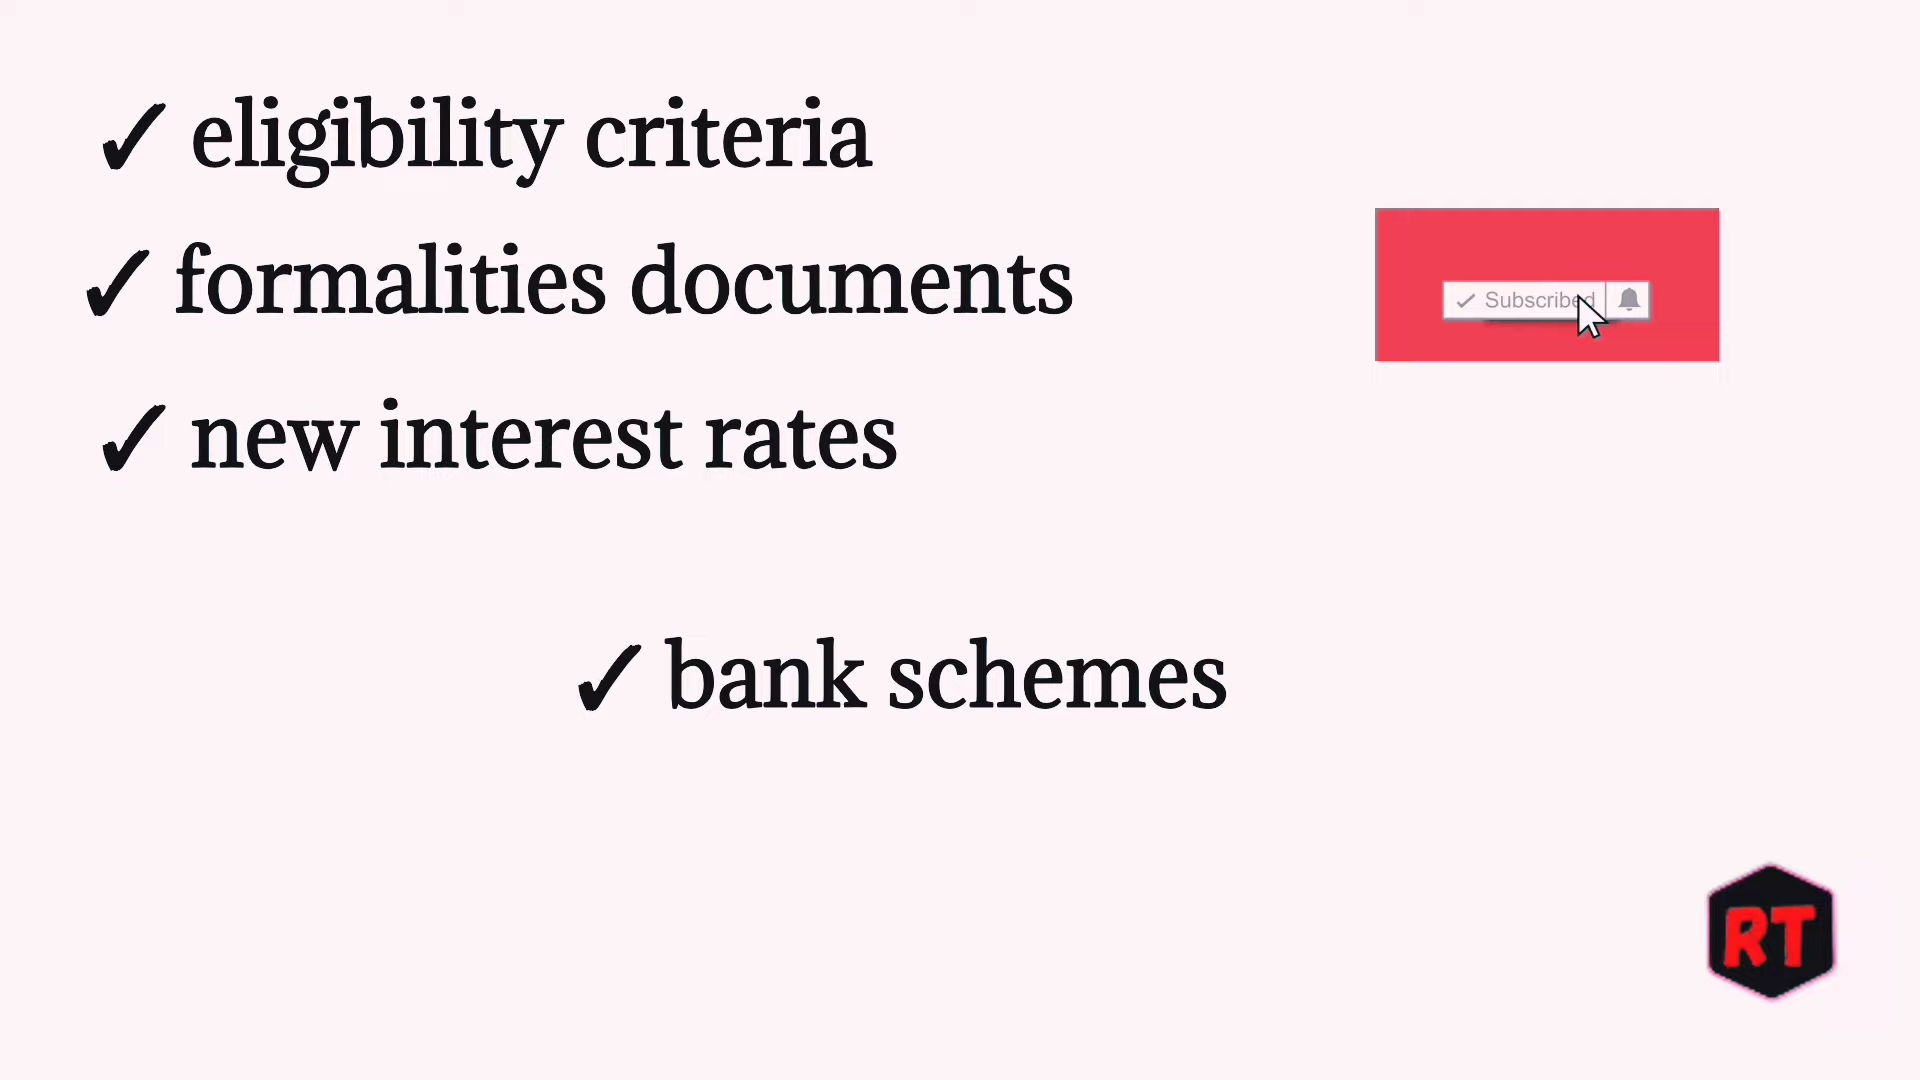 ✓ eligibility criteria
✓ formalities documents
✓ new interest rates
✓ Subscribed
✓ bank schemes
RT